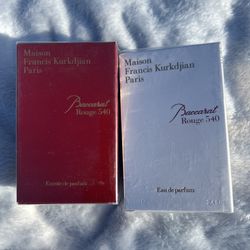 Maison
Francis Kurkdjian
Paris
Baccarat
Rouge 540
Extrait de parfum
Maison
Francis Kurkdjian
Paris
Baccarat
Rouge 540
Eau de parfum